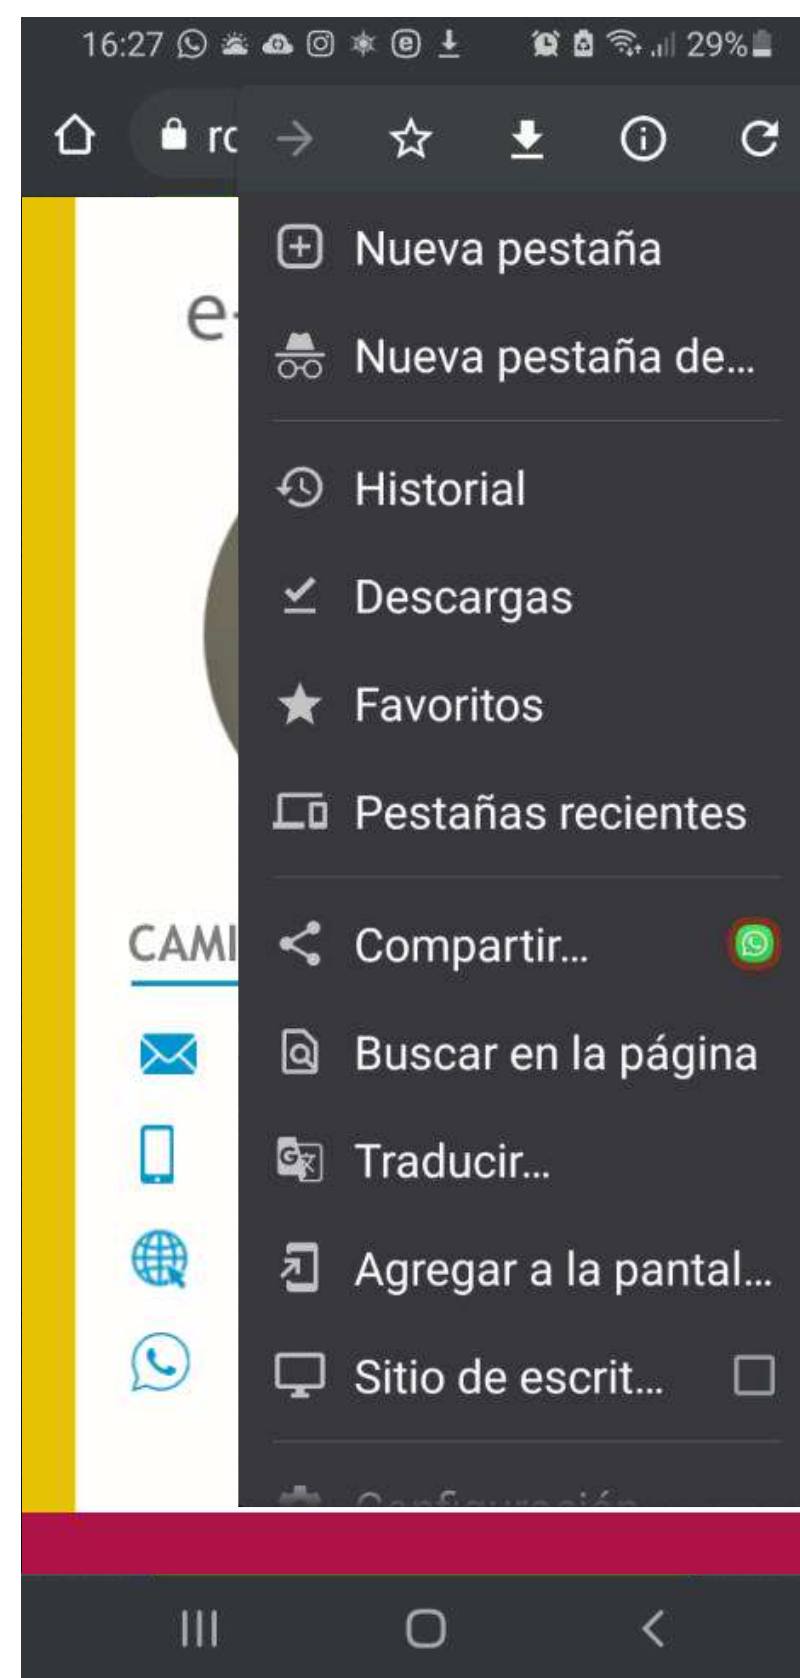 16:27
29%
rc
Nueva pestaña
e-
Nueva pestaña de...
Historial
Descargas
Favoritos
Pestañas recientes
CAMI
Compartir...
Buscar en la página
Traducir...
Agregar a la pantal...
Sitio de escrit...
Configuración